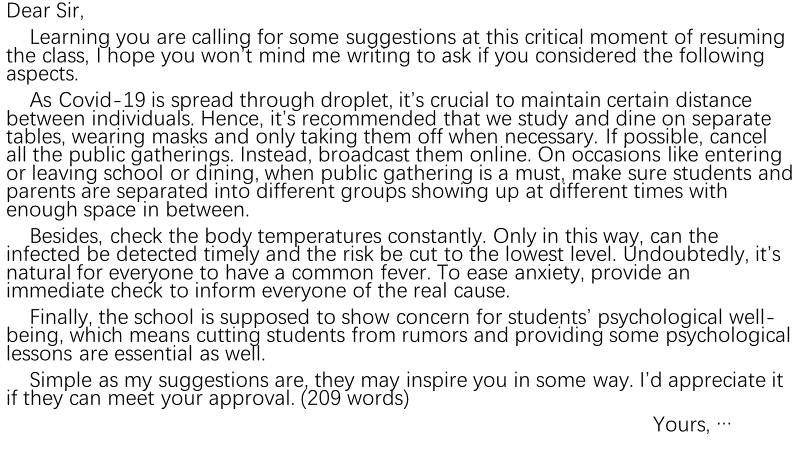 Dear Sir,
Learning you are calling for some suggestions at this critical moment of resuming
the class, I hope you won't mind me writing to ask if you considered the following
aspects.
As Covid-19 is spread through droplet, it's crucial to maintain certain distance
between individuals. Hence, it's recommended that we study and dine on separate
tables, wearing masks and only taking them off when necessary. If possible, cancel
all the public gatherings. Instead, broadcast them online. On occasions like entering
or leaving school or dining, when public gathering is a must, make sure students and
parents are separated into different groups showing up at different times with
enough space in between.
Besides, check the body temperatures constantly. Only in this way, can the
infected be detected timely and the risk be cut to the lowest level. Undoubtedly, it's
natural for everyone to have a common fever. To ease anxiety, provide an
immediate check to inform everyone of the real cause.
Finally, the school is supposed to show concern for students' psychological well-
being, which means cutting students from rumors and providing some psychological
lessons are essential as well.
Simple as my suggestions are, they may inspire you in some way. I'd appreciate it
if they can meet your approval. (209 words)
Yours, ···